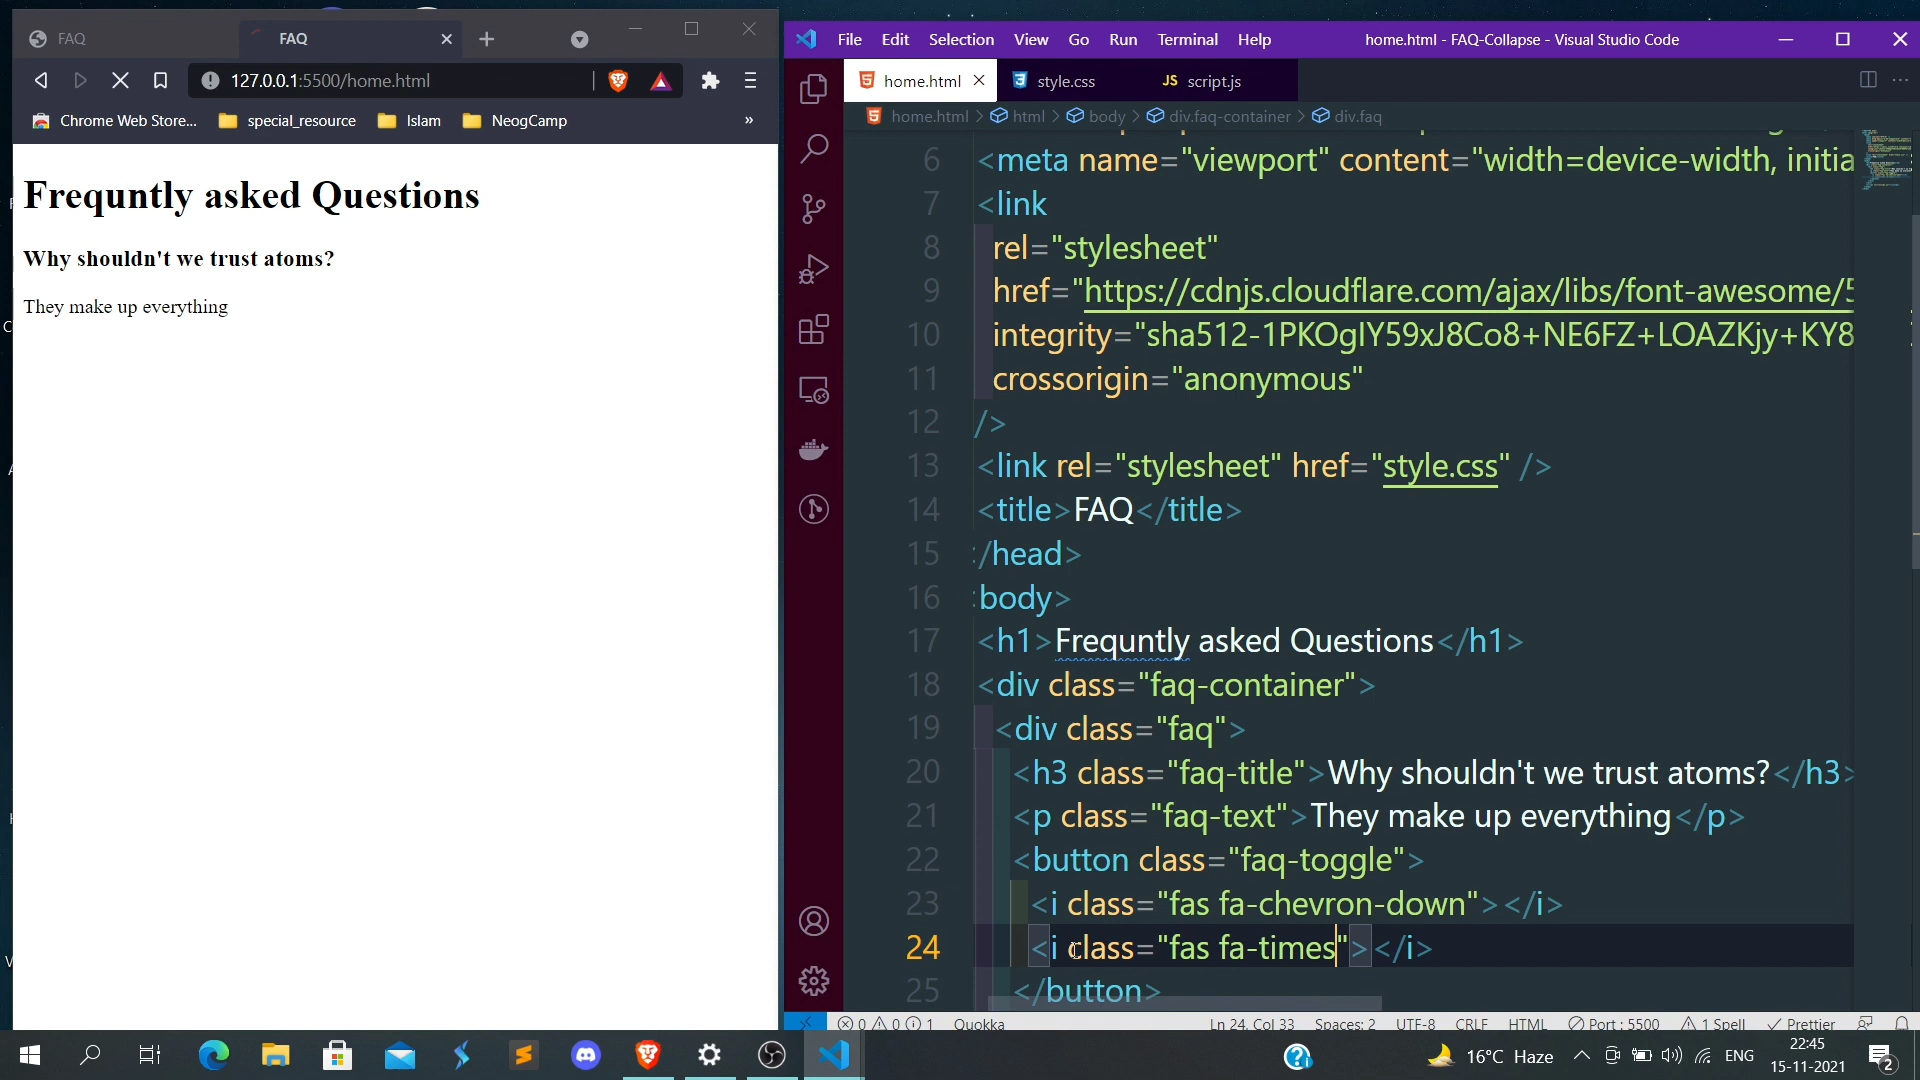 FAQ
FAQ
127.0.0.1:5500/home.html
Chrome Web Store...
special_resource
Islam
NeogCamp
»
Frequntly asked Questions
Why shouldn't we trust atoms?
They make up everything
File Edit Selection View Go Run Terminal Help
home.html - FAQ-Collapse - Visual Studio Code
home.html
style.css
JS script.js
home.html > html > body > div.faq-container > div.faq
6 <meta name="viewport" content="width=device-width, initia
7 <link
8 rel="stylesheet"
9 href="https://cdnjs.cloudflare.com/ajax/libs/font-awesome/5
10 integrity="sha512-1PKOgIY59xJ8Co8+NE6FZ+LOAZKjy+KY8
11 crossorigin="anonymous"
12 />
13 <link rel="stylesheet" href="style.css" />
14 <title>FAQ</title>
15 /head>
16 body>
17 <h1>Frequntly asked Questions</h1>
18 <div class="faq-container">
19 <div class="faq">
20 <h3 class="faq-title">Why shouldn't we trust atoms?</h3>
21 <p class="faq-text">They make up everything</p>
22 <button class="faq-toggle">
23 <i class="fas fa-chevron-down"></i>
24 <i class="fas fa-times"></i>
25 </button>
0 0 1 Quokka
Ln 24, Col 33 Spaces: 2 UTF-8 CRLF HTML Port : 5500 1 Spell Prettier
16°C Haze
ENG
22:45
15-11-2021
2